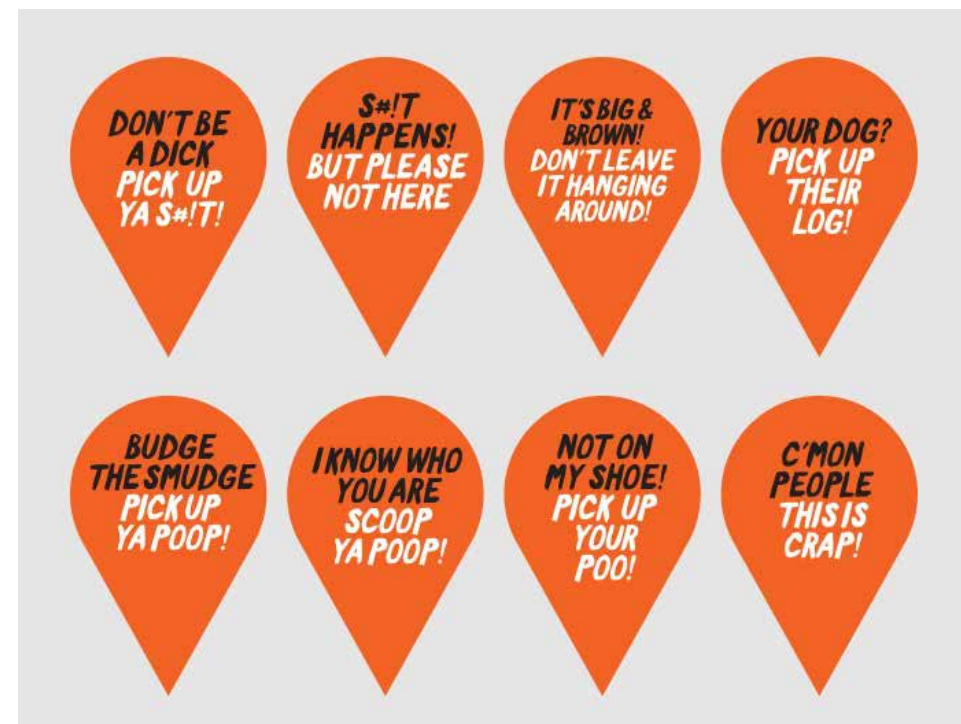 DON'T BE
A DICK
PICK UP
YA S#!T!
S#!T
HAPPENS!
BUT PLEASE
NOT HERE
IT'S BIG &
BROWN!
DON'T LEAVE
IT HANGING
AROUND!
YOUR DOG?
PICK UP
THEIR
LOG!
BUDGE
THE SMUDGE
PICK UP
YA POOP!
I KNOW WHO
YOU ARE
SCOOP
YA POOP!
NOT ON
MY SHOE!
PICK UP
YOUR
POO!
C'MON
PEOPLE
THIS IS
CRAP!